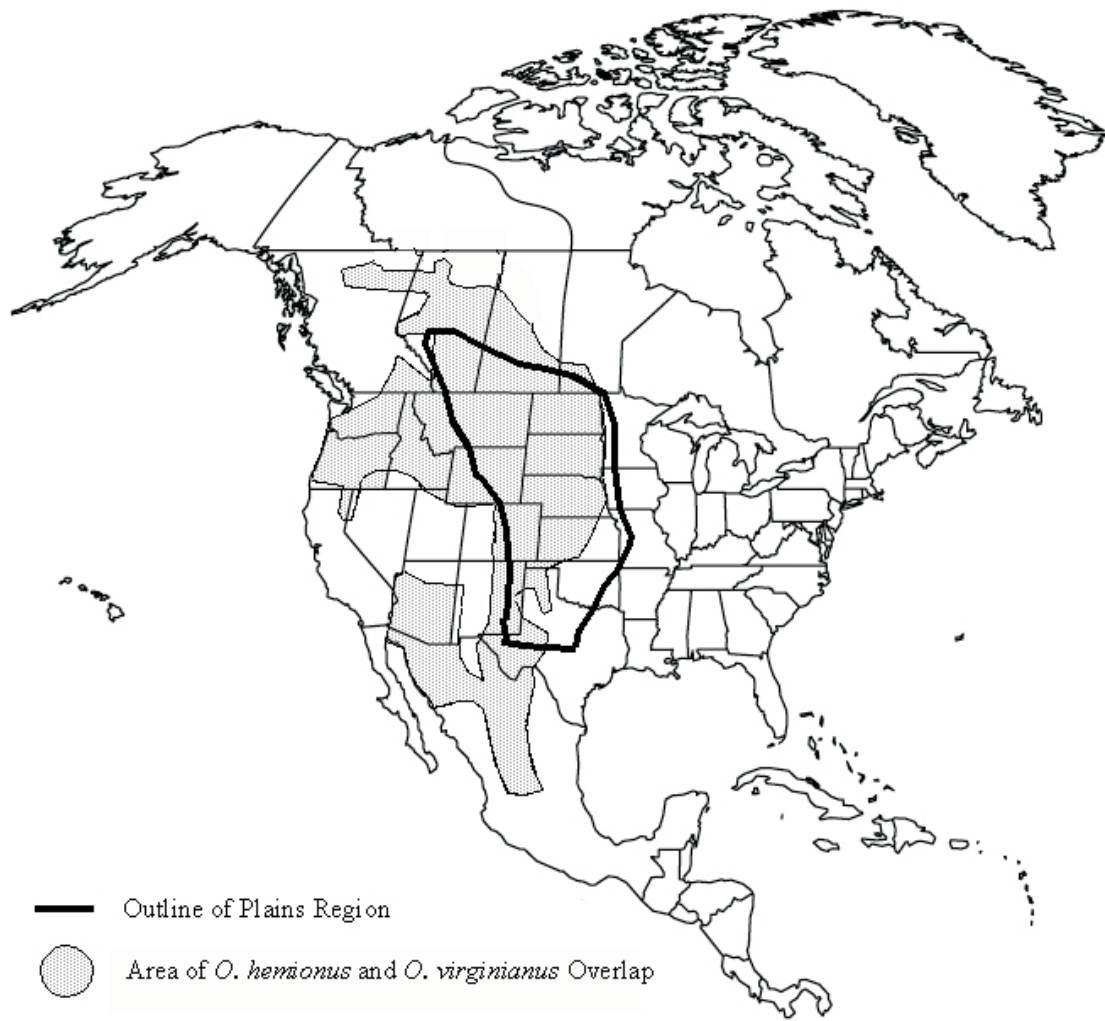 Outline of Plains Region
Area of O. hemionus and O. virginianus Overlap